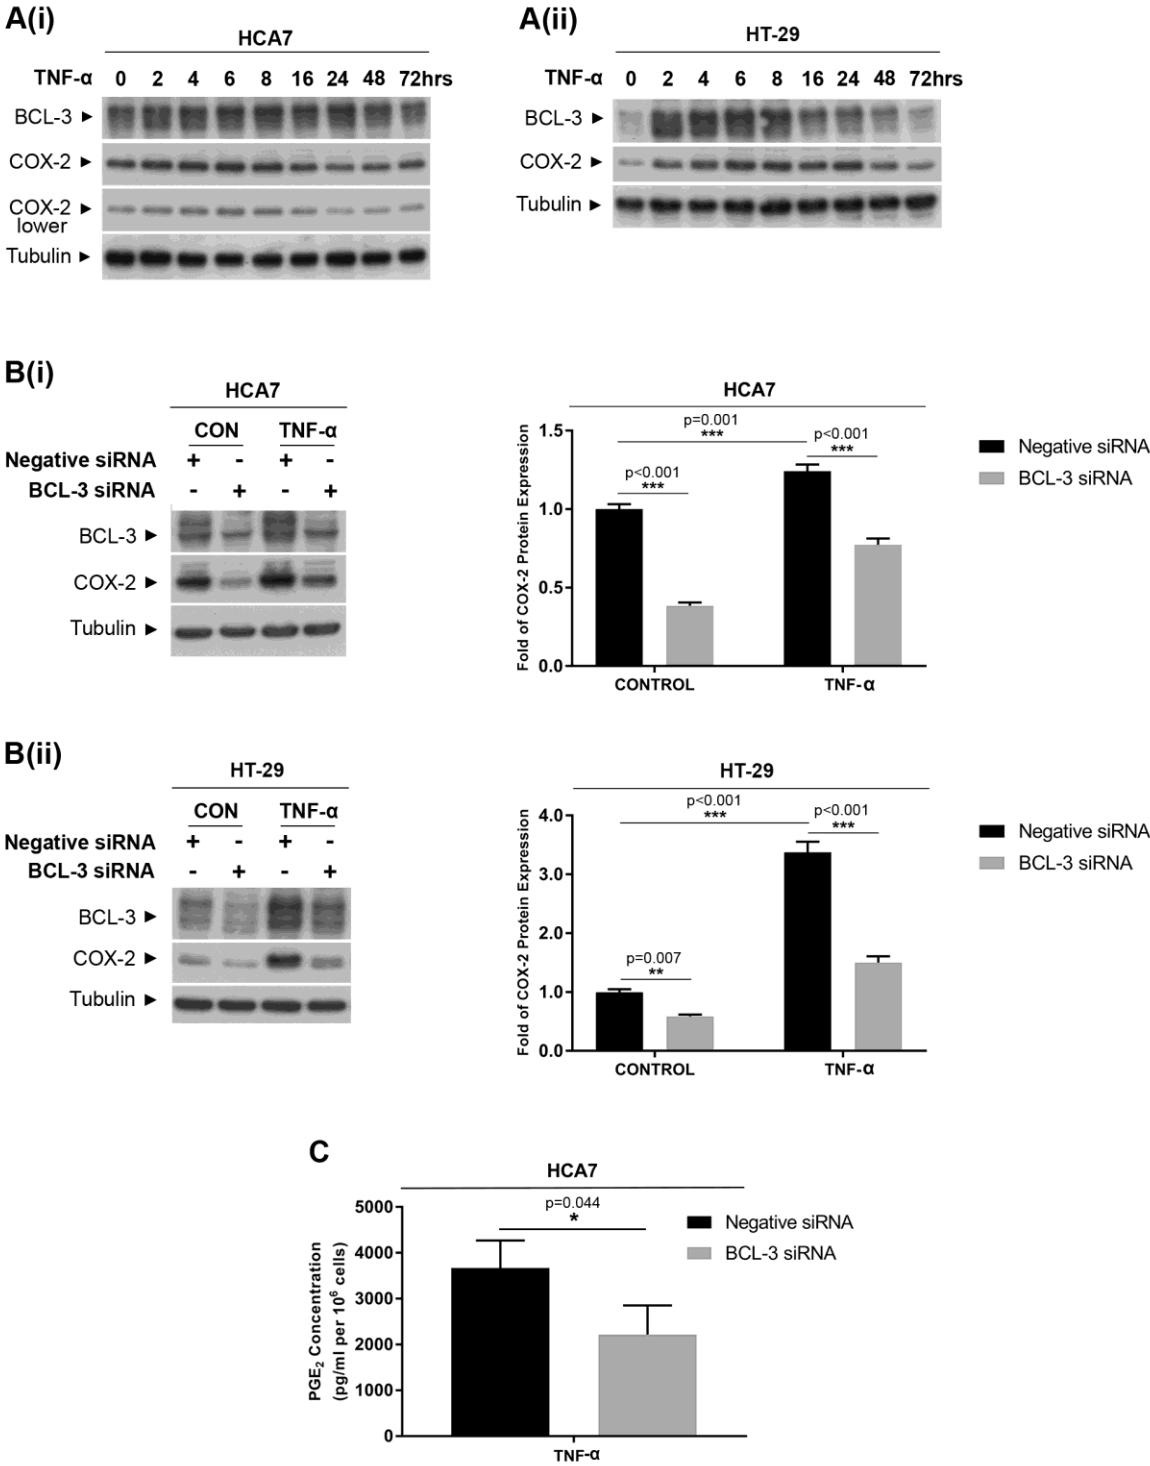 A(i)
HCA7
TNF-α 0 2 4 6 8 16 24 48 72hrs
BCL-3
COX-2
COX-2
lower
Tubulin
A(ii)
HT-29
TNF-α 0 2 4 6 8 16 24 48 72hrs
BCL-3
COX-2
Tubulin
B(i)
HCA7
CON TNF-α
Negative siRNA + - + -
BCL-3 siRNA - + - +
BCL-3
COX-2
Tubulin
HCA7
Fold of COX-2 Protein Expression
1.5
1.0
0.5
0.0
p=0.001
***
p<0.001
***
p<0.001
***
CONTROL TNF-α
Negative siRNA
BCL-3 siRNA
B(ii)
HT-29
CON TNF-α
Negative siRNA + - + -
BCL-3 siRNA - + - +
BCL-3
COX-2
Tubulin
HT-29
Fold of COX-2 Protein Expression
4.0
3.0
2.0
1.0
0.0
p<0.001
***
p<0.001
***
p=0.007
**
CONTROL TNF-α
Negative siRNA
BCL-3 siRNA
C
HCA7
PGE₂ Concentration
(pg/ml per 10⁶ cells)
5000
4000
3000
2000
1000
0
p=0.044
*
TNF-α
Negative siRNA
BCL-3 siRNA